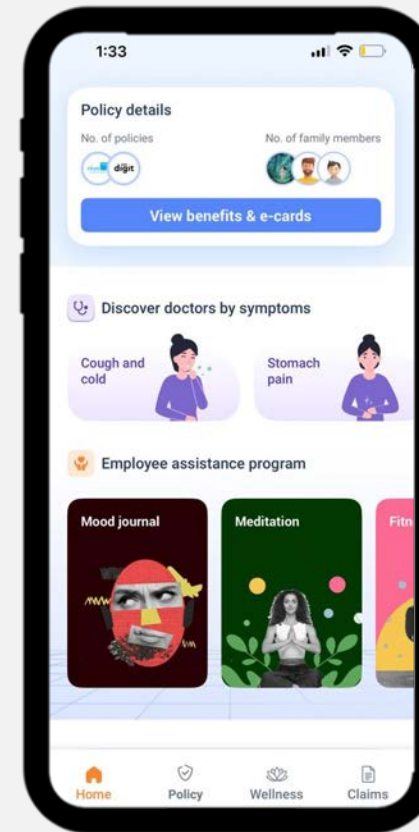 1:33
Policy details
No. of policies
No. of family members
digit
View benefits & e-cards
Discover doctors by symptoms
Cough and
cold
Stomach
pain
Employee assistance program
Mood journal
Meditation
Fitn
Home
Policy
Wellness
Claims